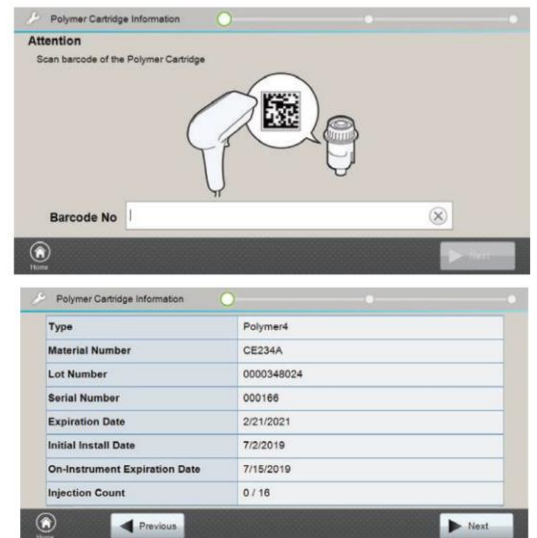 Polymer Cartridge Information
Attention
Scan barcode of the Polymer Cartridge
Barcode No
Home
Next
Polymer Cartridge Information
Type Polymer4
Material Number CE234A
Lot Number 0000348024
Serial Number 000166
Expiration Date 2/21/2021
Initial Install Date 7/2/2019
On-Instrument Expiration Date 7/15/2019
Injection Count 0 / 16
Previous Next
Home